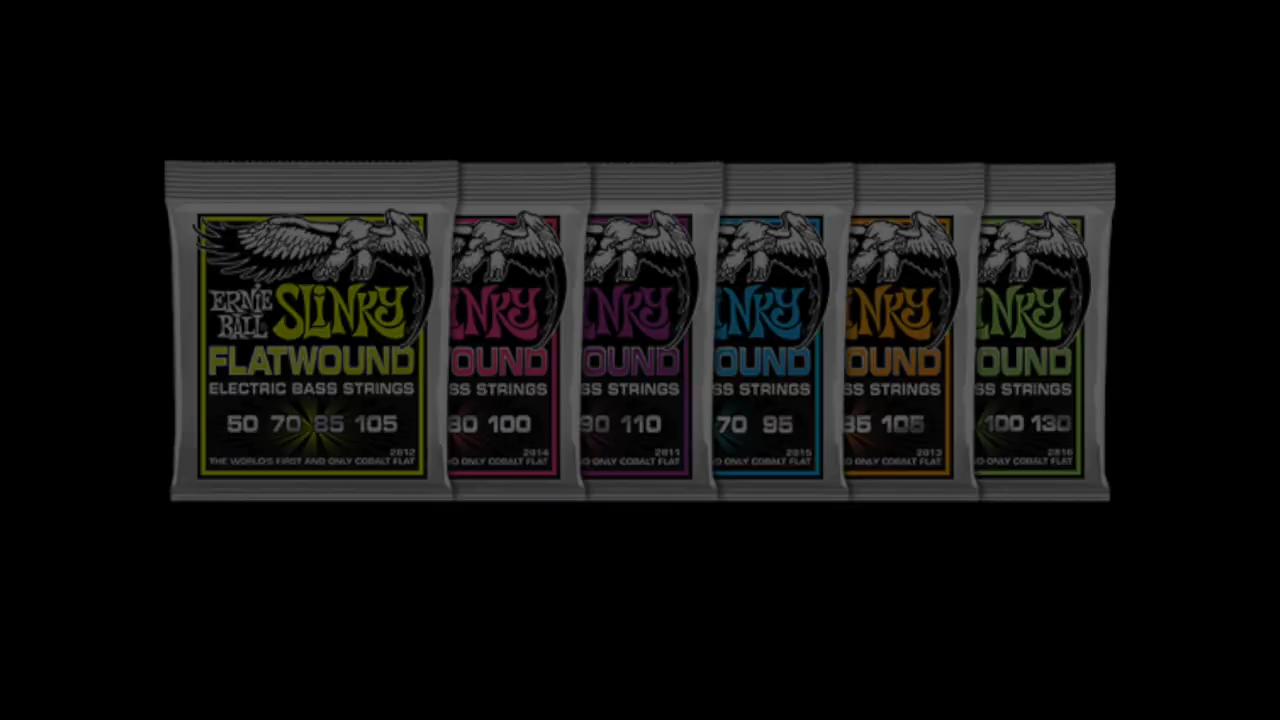 ERNIE BALL SLINKY
FLATWOUND
ELECTRIC BASS STRINGS
50 70 85 105
2812
THE WORLD'S FIRST AND ONLY COBALT FLAT
INKY
OUND
SS STRINGS
80 100
2814
ONLY COBALT FLAT
INKY
OUND
SS STRINGS
90 110
2811
ONLY COBALT FLAT
INKY
OUND
SS STRINGS
70 95
2815
ONLY COBALT FLAT
INKY
OUND
SS STRINGS
85 105
2813
ONLY COBALT FLAT
INKY
OUND
SS STRINGS
100 130
2816
ONLY COBALT FLAT